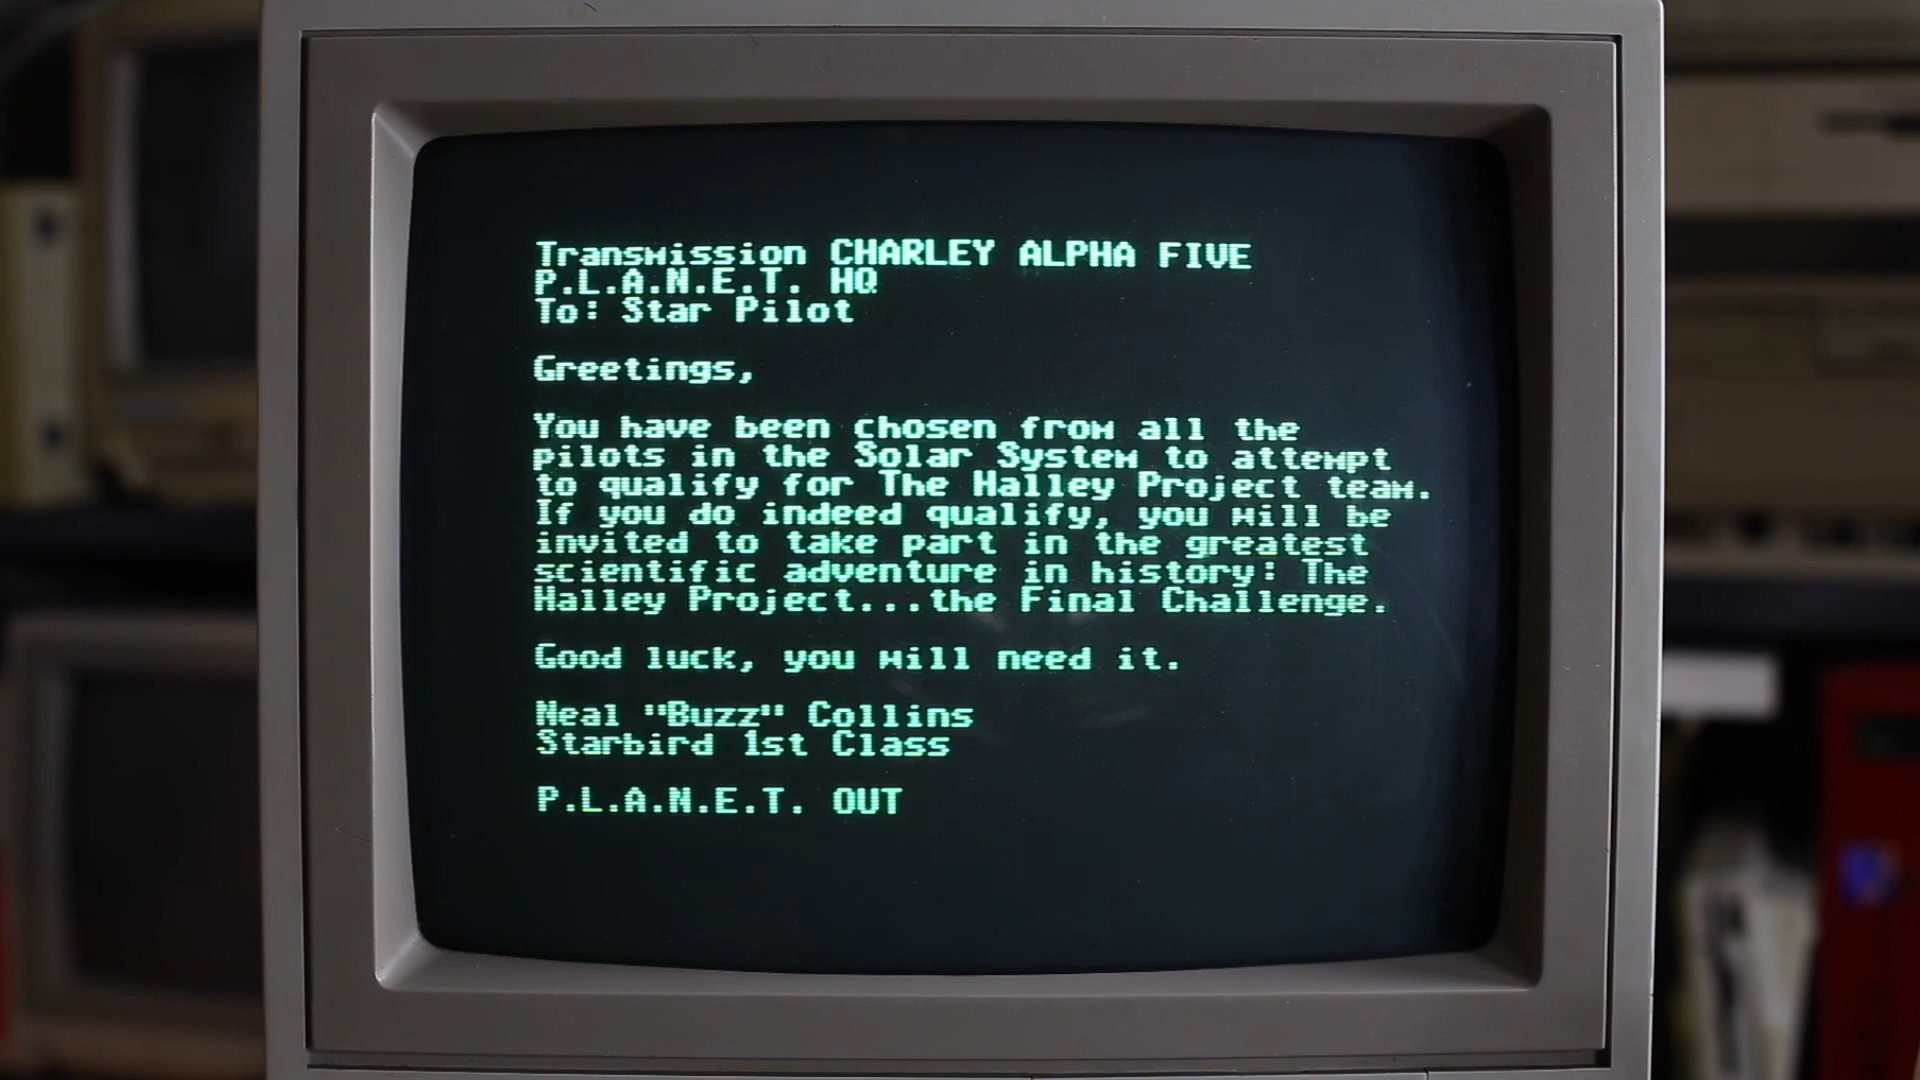 Transmission CHARLEY ALPHA FIVE
P.L.A.N.E.T. HQ
To: Star Pilot
Greetings,
You have been chosen from all the
pilots in the Solar System to attempt
to qualify for The Halley Project team.
If you do indeed qualify, you will be
invited to take part in the greatest
scientific adventure in history: The
Halley Project...the Final Challenge.
Good luck, you will need it.
Neal "Buzz" Collins
Starbird 1st Class
P.L.A.N.E.T. OUT